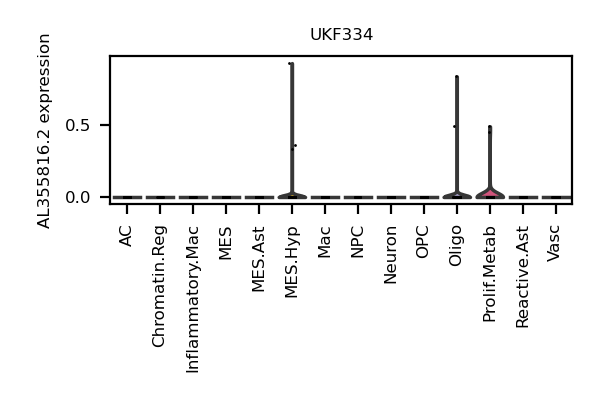 UKF334
AL355816.2 expression
0.5
0.0
AC
Chromatin.Reg
Inflammatory.Mac
MES
MES.Ast
MES.Hyp
Mac
NPC
Neuron
OPC
Oligo
Prolif.Metab
Reactive.Ast
Vasc